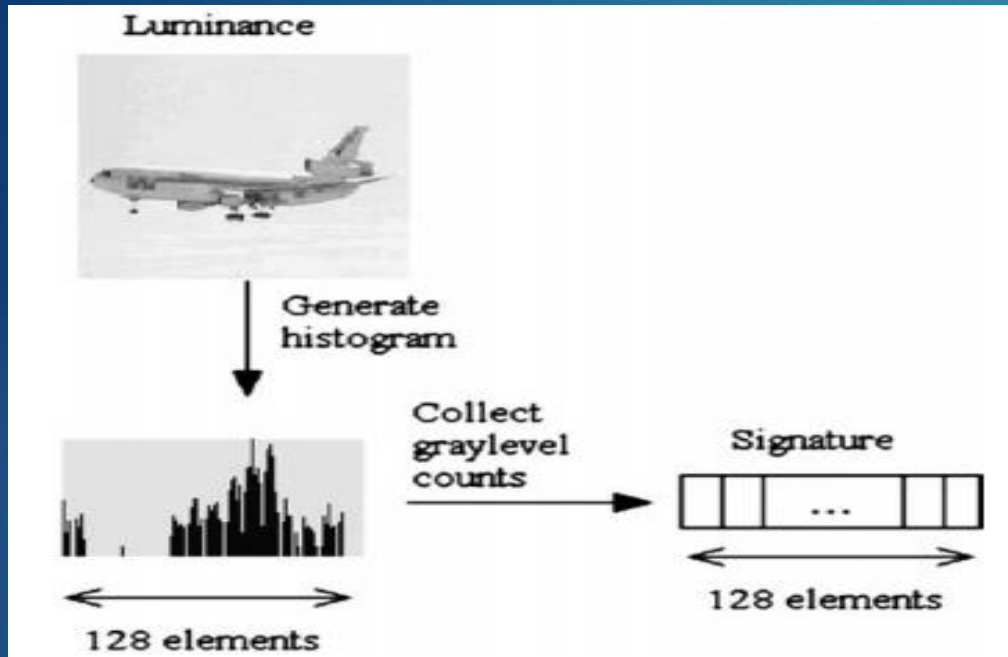 Luminance
Generate
histogram
Collect
graylevel
counts
Signature
...
128 elements
128 elements